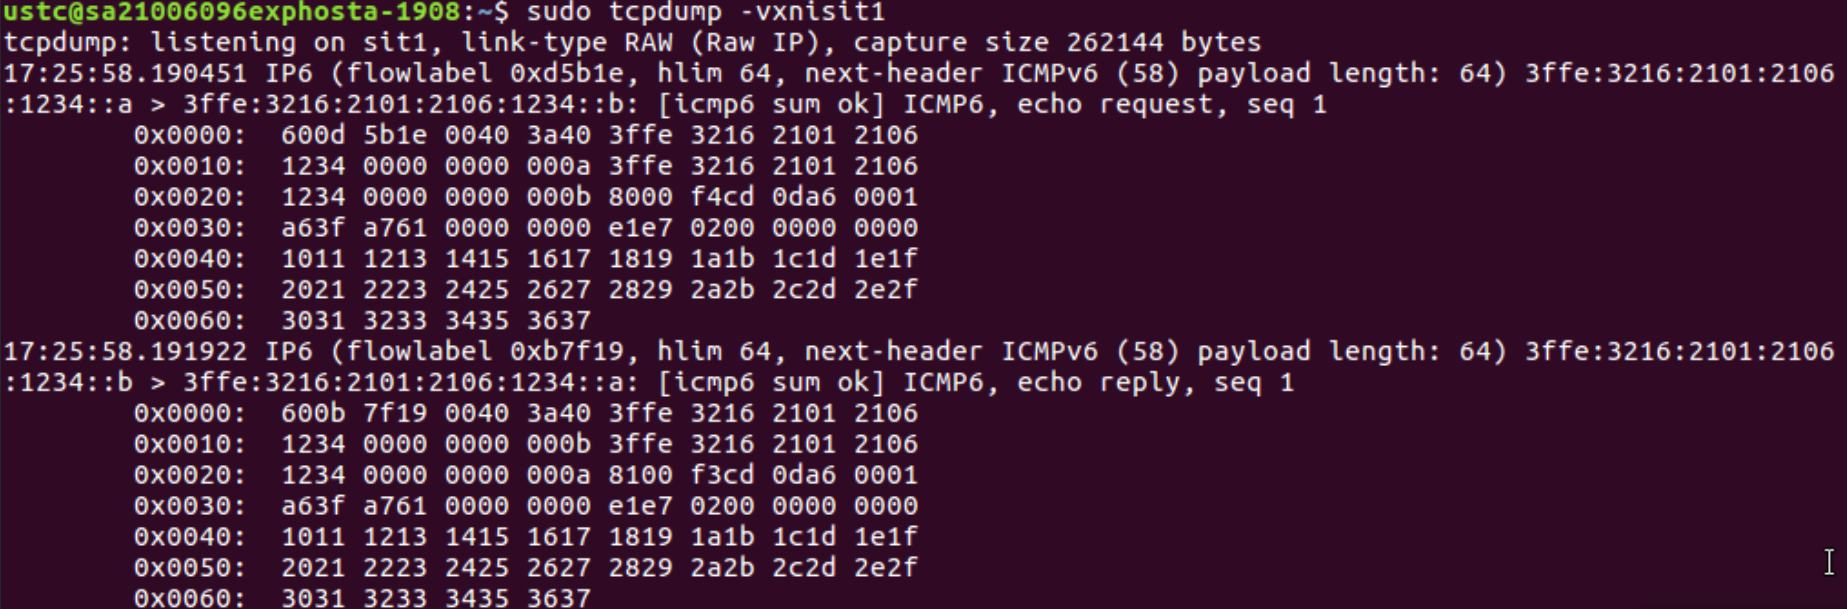 ustc@sa21006096exphosta-1908:~$ sudo tcpdump -vxnisit1
tcpdump: listening on sit1, link-type RAW (Raw IP), capture size 262144 bytes
17:25:58.190451 IP6 (flowlabel 0xd5b1e, hlim 64, next-header ICMPv6 (58) payload length: 64) 3ffe:3216:2101:2106
:1234::a > 3ffe:3216:2101:2106:1234::b: [icmp6 sum ok] ICMP6, echo request, seq 1
0x0000:  600d 5b1e 0040 3a40 3ffe 3216 2101 2106
0x0010:  1234 0000 0000 000a 3ffe 3216 2101 2106
0x0020:  1234 0000 0000 000b 8000 f4cd 0da6 0001
0x0030:  a63f a761 0000 0000 e1e7 0200 0000 0000
0x0040:  1011 1213 1415 1617 1819 1a1b 1c1d 1e1f
0x0050:  2021 2223 2425 2627 2829 2a2b 2c2d 2e2f
0x0060:  3031 3233 3435 3637
17:25:58.191922 IP6 (flowlabel 0xb7f19, hlim 64, next-header ICMPv6 (58) payload length: 64) 3ffe:3216:2101:2106
:1234::b > 3ffe:3216:2101:2106:1234::a: [icmp6 sum ok] ICMP6, echo reply, seq 1
0x0000:  600b 7f19 0040 3a40 3ffe 3216 2101 2106
0x0010:  1234 0000 0000 000b 3ffe 3216 2101 2106
0x0020:  1234 0000 0000 000a 8100 f3cd 0da6 0001
0x0030:  a63f a761 0000 0000 e1e7 0200 0000 0000
0x0040:  1011 1213 1415 1617 1819 1a1b 1c1d 1e1f
0x0050:  2021 2223 2425 2627 2829 2a2b 2c2d 2e2f
0x0060:  3031 3233 3435 3637